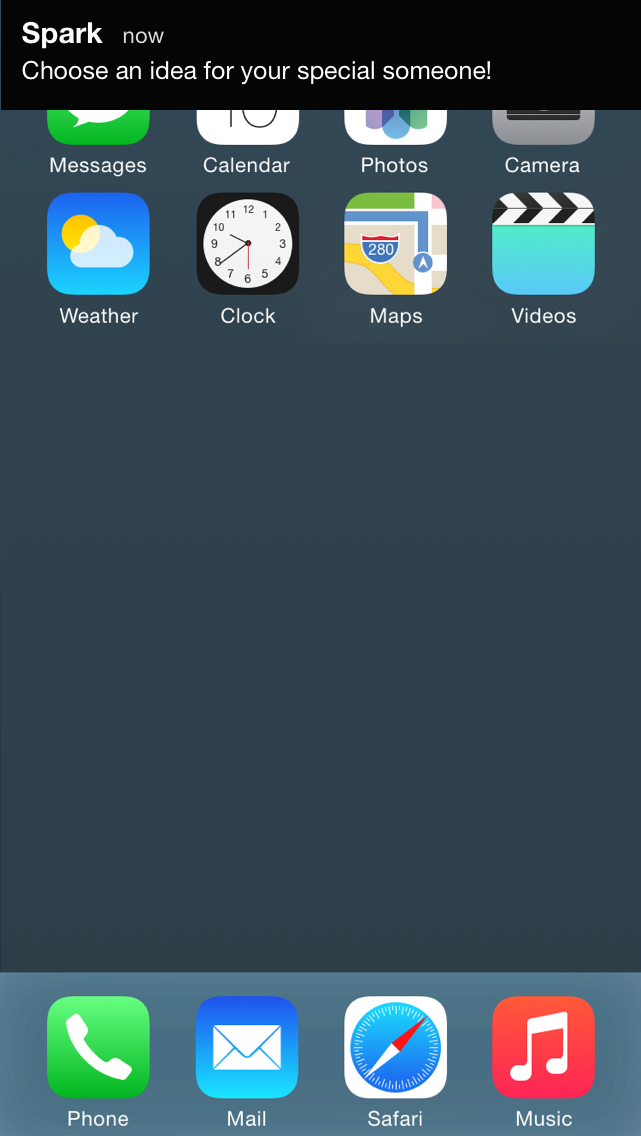 Spark now
Choose an idea for your special someone!
Messages Calendar Photos Camera
12
11 1
10 2
9 3
8 4
7 5
6
280
Weather Clock Maps Videos
Phone Mail Safari Music